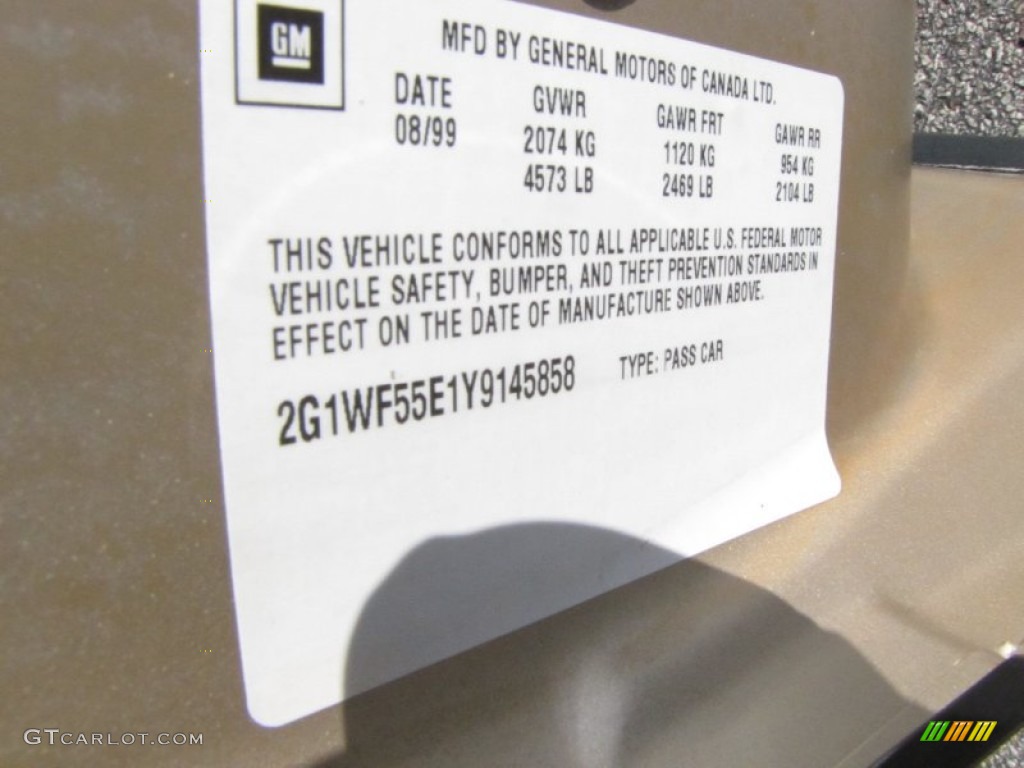 GM
MFD BY GENERAL MOTORS OF CANADA LTD.
DATE GVWR GAWR FRT GAWR RR
08/99 2074 KG 1120 KG 954 KG
4573 LB 2469 LB 2104 LB
THIS VEHICLE CONFORMS TO ALL APPLICABLE U.S. FEDERAL MOTOR
VEHICLE SAFETY, BUMPER, AND THEFT PREVENTION STANDARDS IN
EFFECT ON THE DATE OF MANUFACTURE SHOWN ABOVE.
2G1WF55E1Y9145858 TYPE: PASS CAR
GTCARLOT.COM